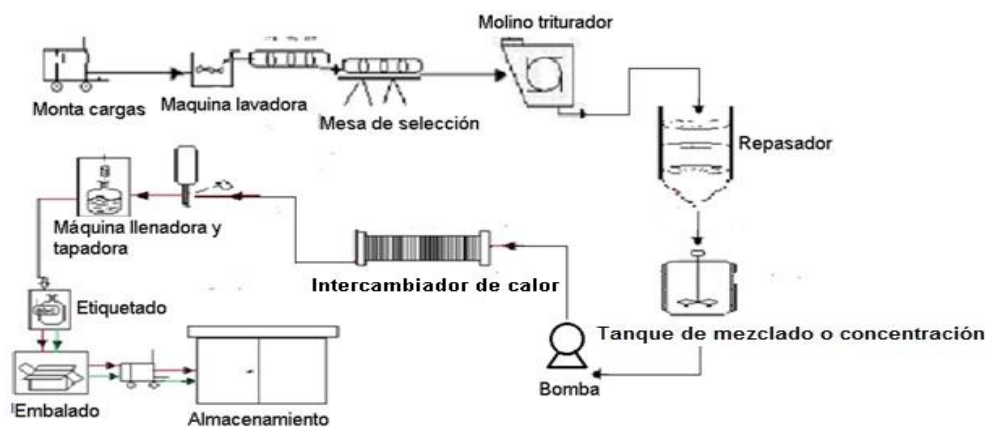 Molino triturador
Monta cargas
Maquina lavadora
Mesa de selección
Repasador
Máquina llenadora y
tapadora
Intercambiador de calor
Etiquetado
Tanque de mezclado o concentración
Bomba
Embalado
Almacenamiento